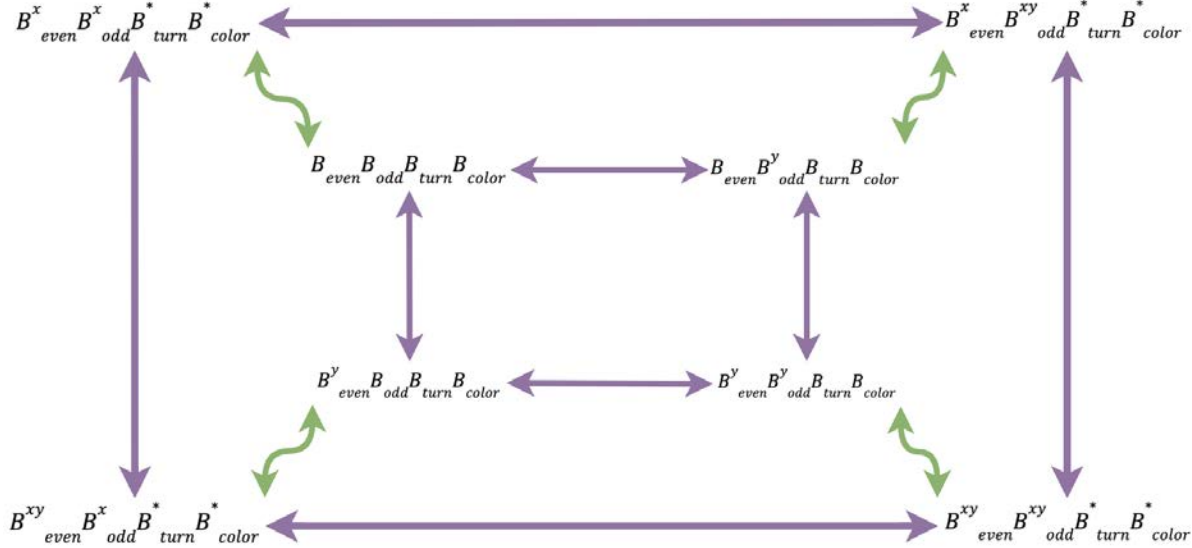 B^x_even B^x_odd B^*_turn B^*_color
B^x_even B^xy_odd B^*_turn B^*_color
B_even B_odd B_turn B_color
B_even B^y_odd B_turn B_color
B^y_even B_odd B_turn B_color
B^y_even B^y_odd B_turn B_color
B^xy_even B^x_odd B^*_turn B^*_color
B^xy_even B^xy_odd B^*_turn B^*_color